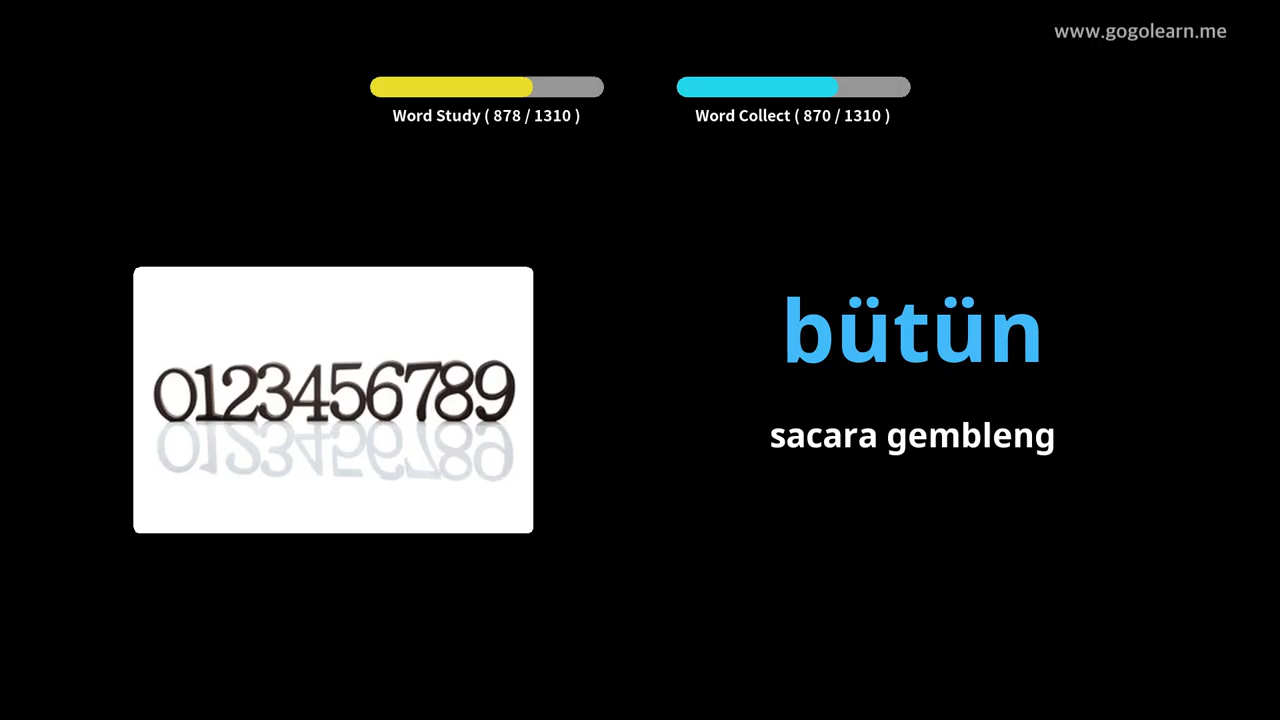 www.gogolearn.me
Word Study ( 878 / 1310 )
Word Collect ( 870 / 1310 )
0123456789
bütün
sacara gembleng